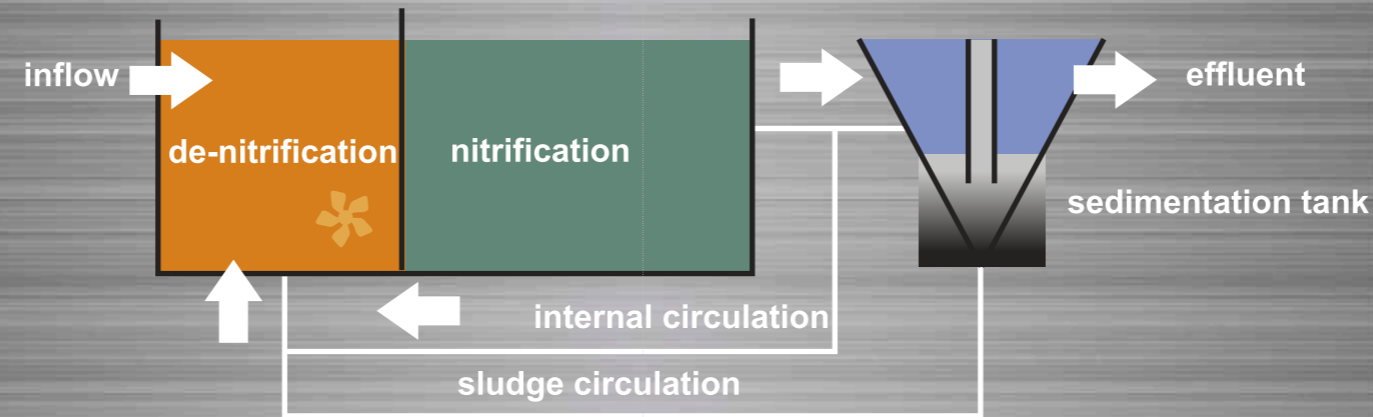 inflow
effluent
de-nitrification
nitrification
sedimentation tank
internal circulation
sludge circulation